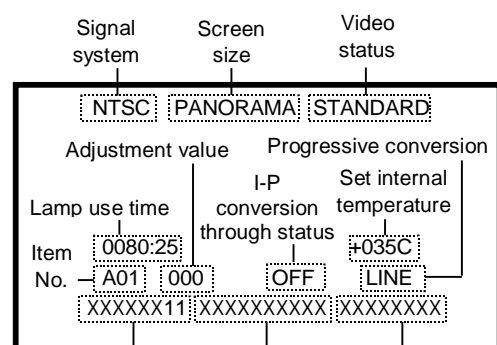 Signal system
Screen size
Video status
NTSC PANORAMA STANDARD
Adjustment value
Progressive conversion
I-P conversion through status
Set internal temperature
Lamp use time
0080:25
+035C
Item No.
A01 000 OFF LINE
XXXXXX11 XXXXXXXXXX XXXXXXXX